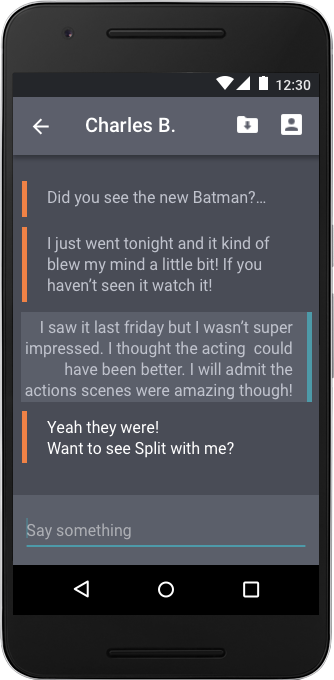 12:30
Charles B.
Did you see the new Batman?...
I just went tonight and it kind of
blew my mind a little bit! If you
haven't seen it watch it!
I saw it last friday but I wasn't super
impressed. I thought the acting  could
have been better. I will admit the
actions scenes were amazing though!
Yeah they were!
Want to see Split with me?
Say something